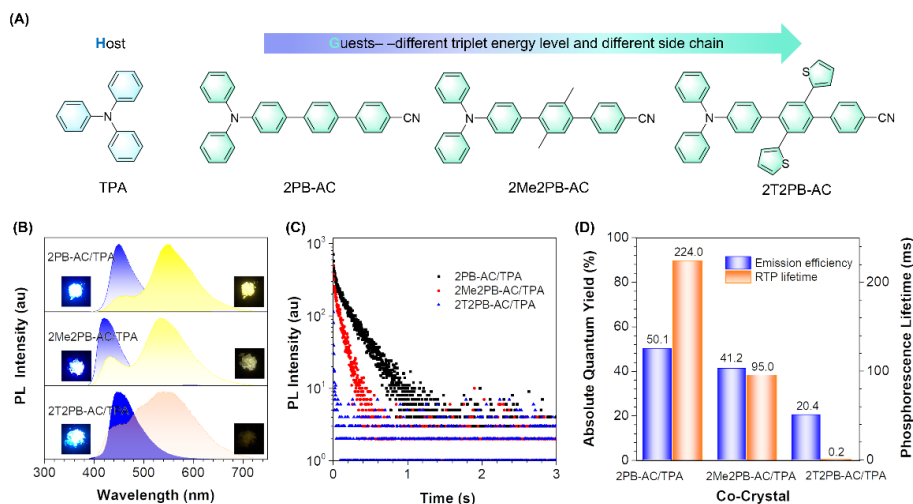 (A)
Host
Guests– –different triplet energy level and different side chain
N
TPA
N
CN
2PB-AC
N
CN
2Me2PB-AC
N
S
S
CN
2T2PB-AC
(B)
2PB-AC/TPA
2Me2PB-AC/TPA
2T2PB-AC/TPA
PL Intensity (au)
300 400 500 600 700
Wavelength (nm)
(C)
10³
10²
10¹
10⁰
PL Intensity (au)
2PB-AC/TPA
2Me2PB-AC/TPA
2T2PB-AC/TPA
0 1 2 3
Time (s)
(D)
100
80
60
40
20
0
Absolute Quantum Yield (%)
Emission efficiency
RTP lifetime
50.1
224.0
41.2
95.0
20.4
0.2
200
100
0
Phosphorescence Lifetime (ms)
2PB-AC/TPA 2Me2PB-AC/TPA 2T2PB-AC/TPA
Co-Crystal